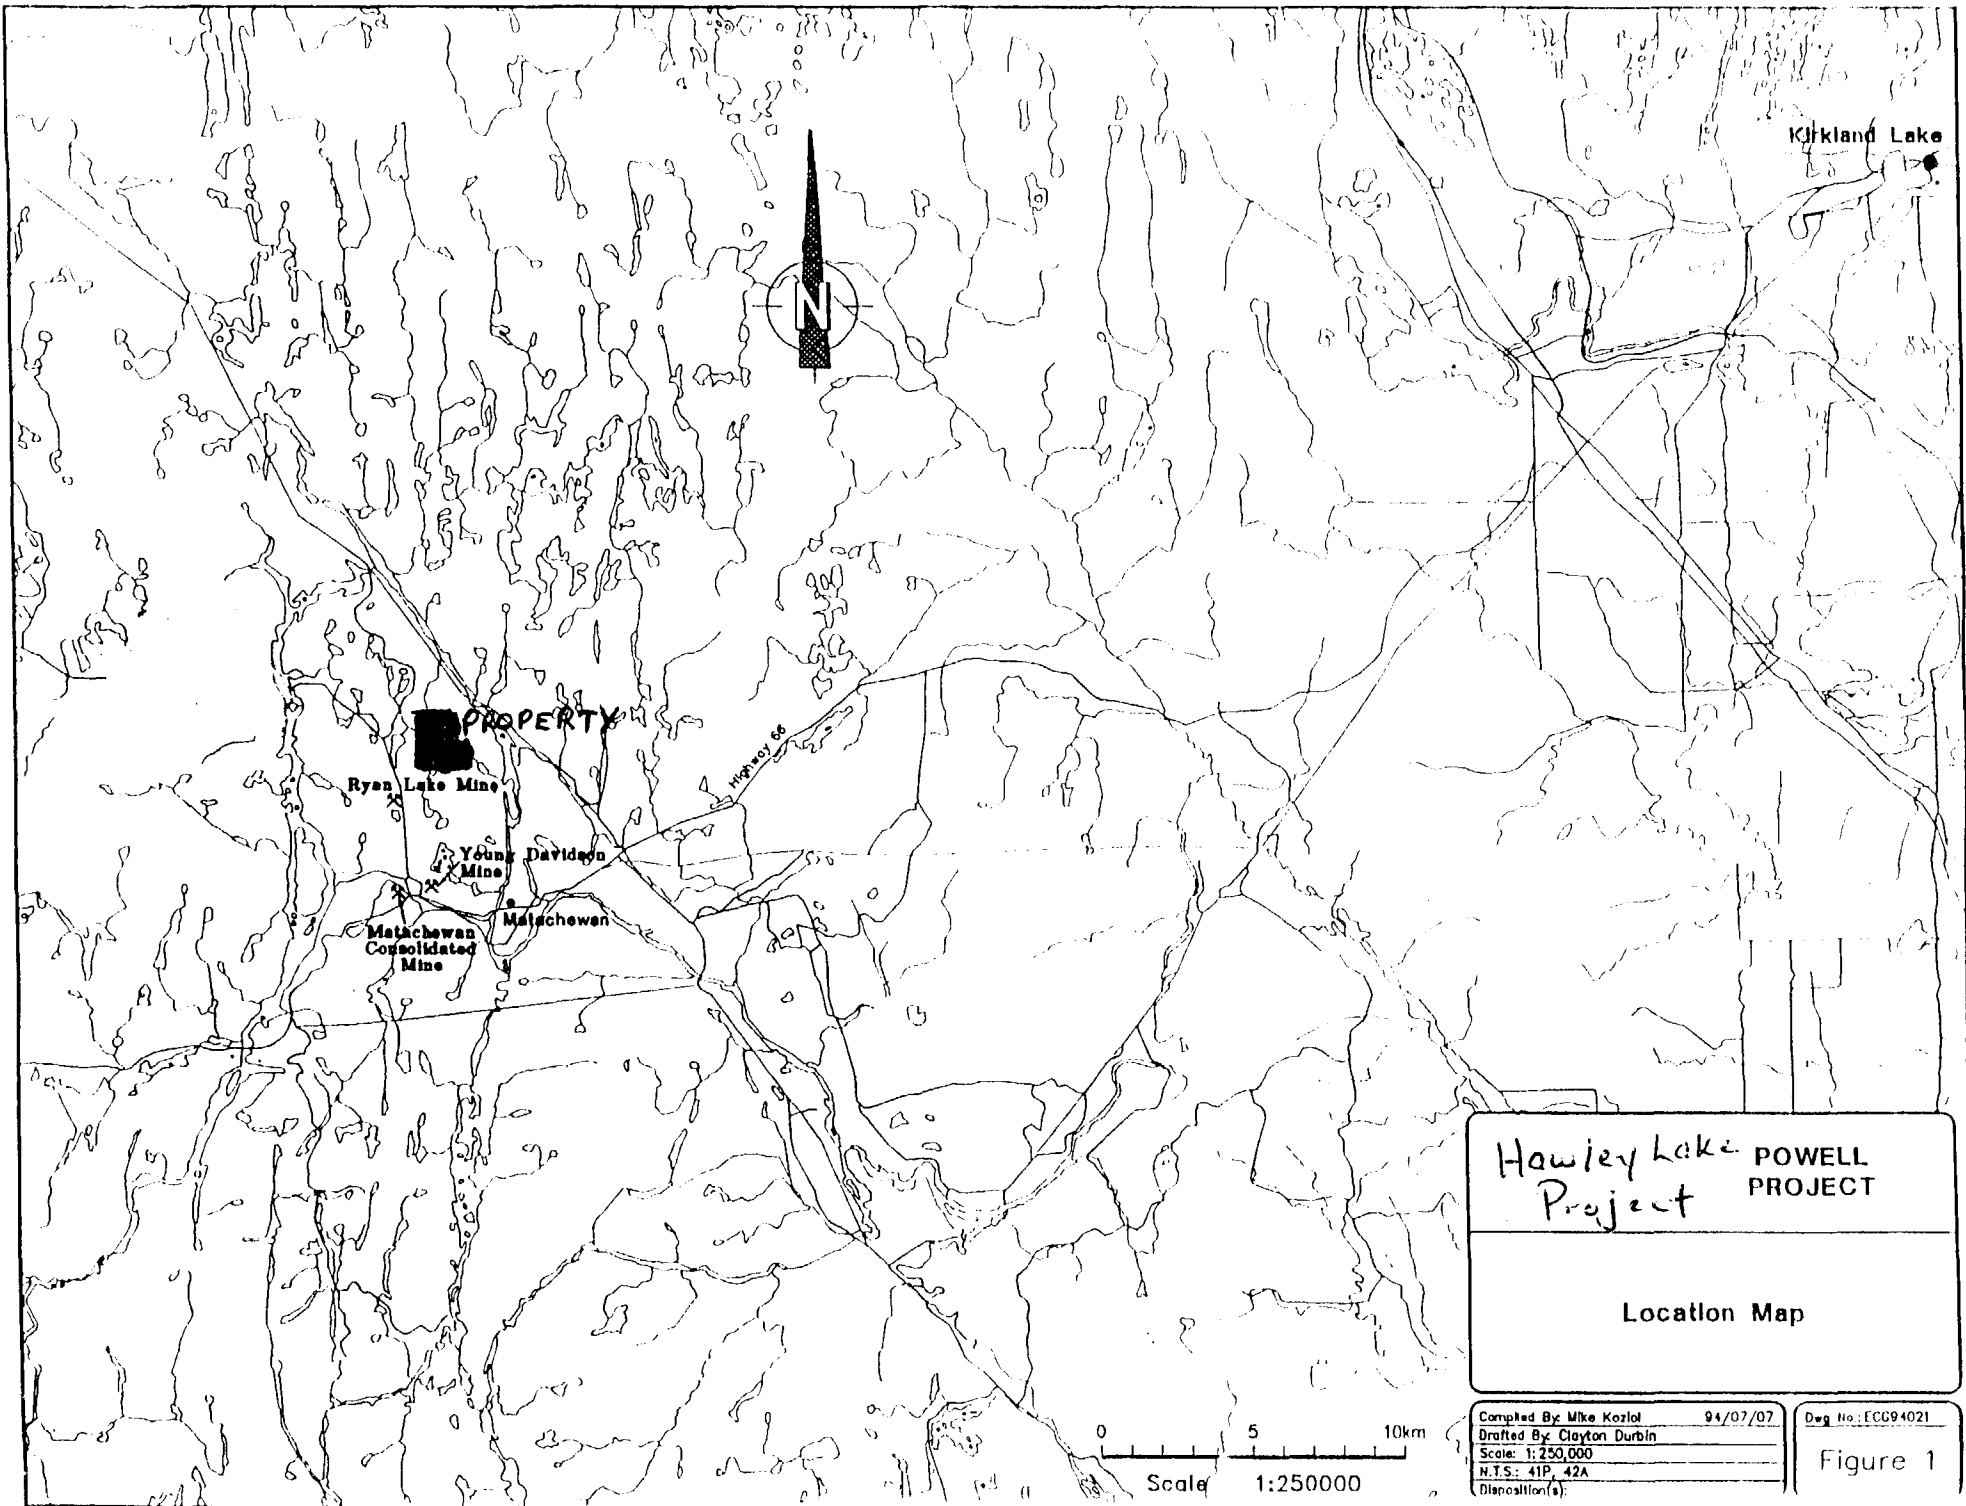 Kirkland Lake
N
PROPERTY
Highway 66
Ryan Lake Mine
Young Davidson
Mine
Matachewan
Matachewan
Consolidated
Mine
Hawley Lake POWELL
Project PROJECT
Location Map
0 5 10km
Scale 1:250000
Compiled By: Mike Koziol 94/07/07
Drafted By: Clayton Durbin
Scale: 1:250,000
N.T.S.: 41P, 42A
Disposition(s):
Dwg No.: ECG94021
Figure 1